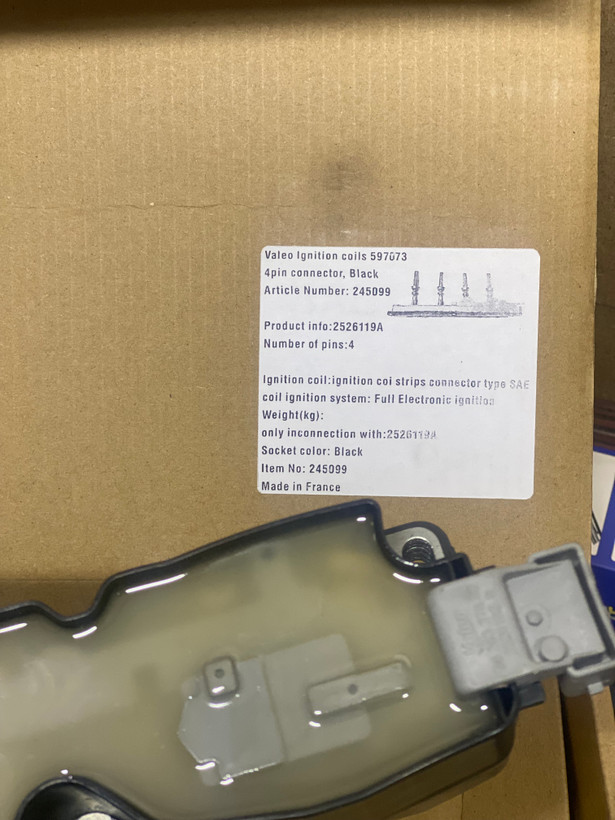 Valeo Ignition coils 597073
4pin connector, Black
Article Number: 245099
Product info:2526119A
Number of pins:4
Ignition coil:ignition coi strips connector type SAE
coil ignition system: Full Electronic ignition
Weight(kg):
only inconnection with:2526119A
Socket color: Black
Item No: 245099
Made in France